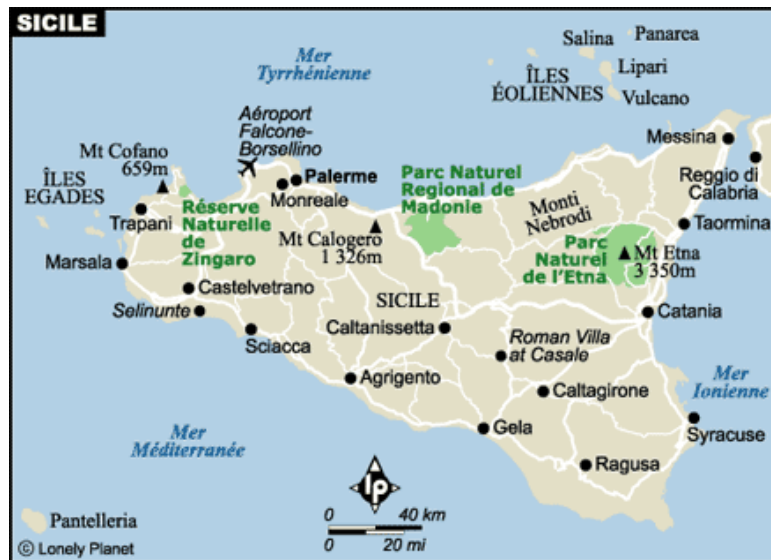 SICILE
Mer
Tyrrhénienne
Salina
Panarea
ÎLES
ÉOLIENNES
Lipari
Vulcano
Aéroport
Falcone-
Borsellino
Mt Cofano
659m
ÎLES
EGADES
Trapani
Réserve
Naturelle
de
Zingaro
Palerme
Monreale
Mt Calogero
1 326m
Parc Naturel
Regional de
Madonie
Monti
Nebrodi
Messina
Reggio di
Calabria
Taormina
Parc
Naturel
de l'Etna
Mt Etna
3 350m
Marsala
Castelvetrano
Selinunte
Sciacca
SICILE
Caltanissetta
Roman Villa
at Casale
Catania
Agrigento
Caltagirone
Mer
Ionienne
Gela
Syracuse
Ragusa
Mer
Méditerranée
Pantelleria
lp
0 40 km
0 20 mi
© Lonely Planet